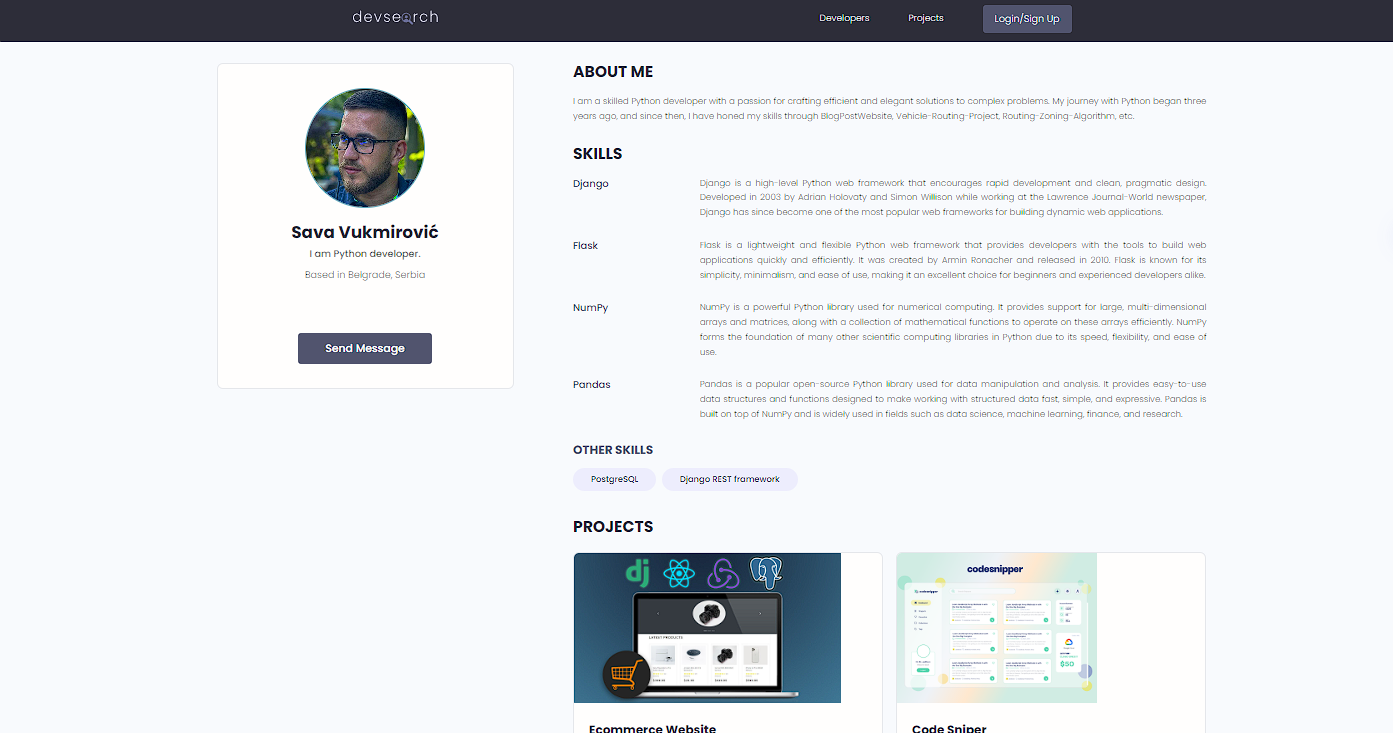 devsearch
Developers
Projects
Login/Sign Up
Sava Vukmirović
I am Python developer.
Based in Belgrade, Serbia
Send Message
ABOUT ME
I am a skilled Python developer with a passion for crafting efficient and elegant solutions to complex problems. My journey with Python began three
years ago, and since then, I have honed my skills through BlogPostWebsite, Vehicle-Routing-Project, Routing-Zoning-Algorithm, etc.
SKILLS
Django
Django is a high-level Python web framework that encourages rapid development and clean, pragmatic design.
Developed in 2003 by Adrian Holovaty and Simon Willison while working at the Lawrence Journal-World newspaper,
Django has since become one of the most popular web frameworks for building dynamic web applications.
Flask
Flask is a lightweight and flexible Python web framework that provides developers with the tools to build web
applications quickly and efficiently. It was created by Armin Ronacher and released in 2010. Flask is known for its
simplicity, minimalism, and ease of use, making it an excellent choice for beginners and experienced developers alike.
NumPy
NumPy is a powerful Python library used for numerical computing. It provides support for large, multi-dimensional
arrays and matrices, along with a collection of mathematical functions to operate on these arrays efficiently. NumPy
forms the foundation of many other scientific computing libraries in Python due to its speed, flexibility, and ease of
use.
Pandas
Pandas is a popular open-source Python library used for data manipulation and analysis. It provides easy-to-use
data structures and functions designed to make working with structured data fast, simple, and expressive. Pandas is
built on top of NumPy and is widely used in fields such as data science, machine learning, finance, and research.
OTHER SKILLS
PostgreSQL
Django REST framework
PROJECTS
dj
LATEST PRODUCTS
codesnipper
codesnipper
$50
Ecommerce Website
Code Sniper